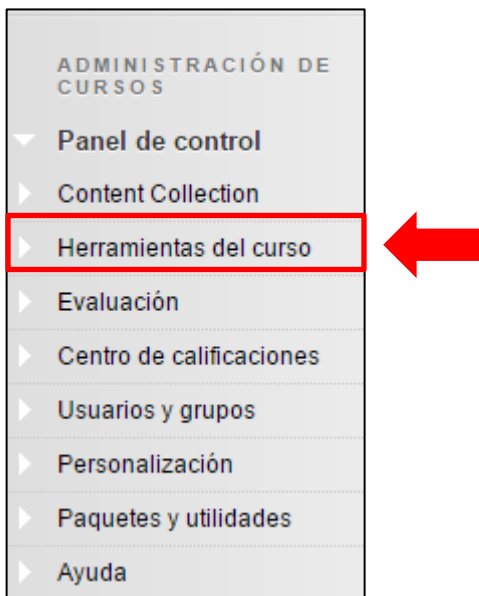 ADMINISTRACIÓN DE
CURSOS
Panel de control
Content Collection
Herramientas del curso
Evaluación
Centro de calificaciones
Usuarios y grupos
Personalización
Paquetes y utilidades
Ayuda